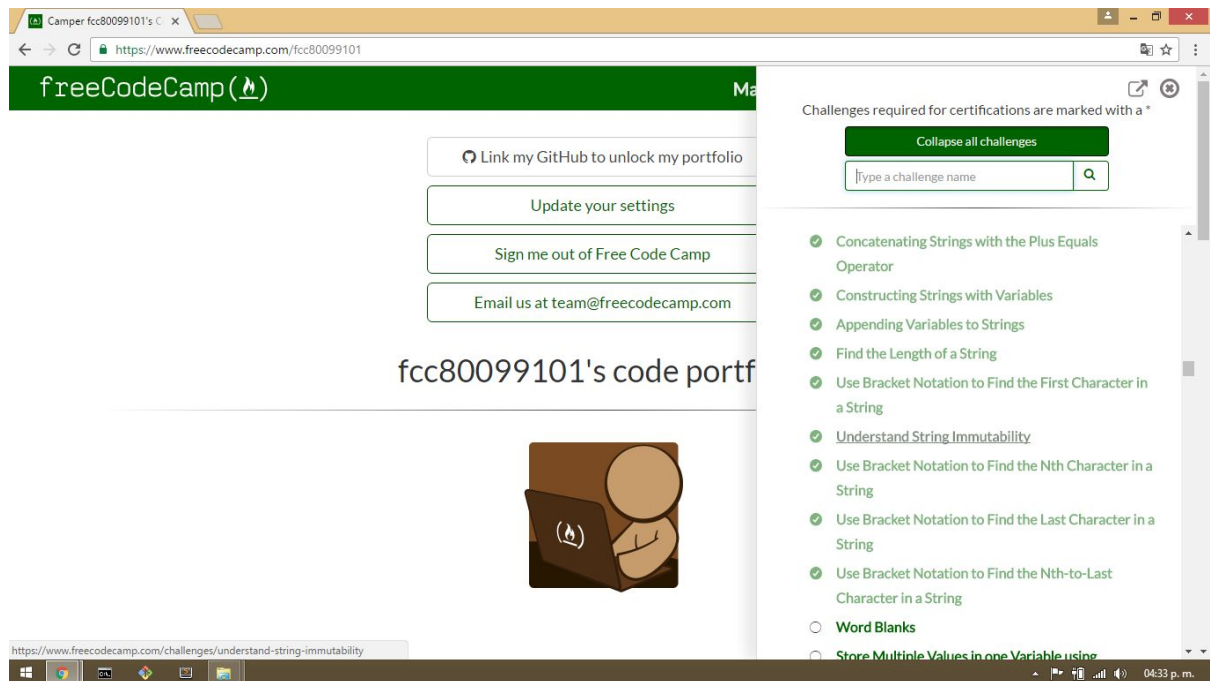 Camper fcc80099101's C
https://www.freecodecamp.com/fcc80099101
freeCodeCamp
Ma
Link my GitHub to unlock my portfolio
Update your settings
Sign me out of Free Code Camp
Email us at team@freecodecamp.com
fcc80099101's code portf
Challenges required for certifications are marked with a *
Collapse all challenges
Type a challenge name
Concatenating Strings with the Plus Equals
Operator
Constructing Strings with Variables
Appending Variables to Strings
Find the Length of a String
Use Bracket Notation to Find the First Character in
a String
Understand String Immutability
Use Bracket Notation to Find the Nth Character in a
String
Use Bracket Notation to Find the Last Character in a
String
Use Bracket Notation to Find the Nth-to-Last
Character in a String
Word Blanks
Store Multiple Values in one Variable using
https://www.freecodecamp.com/challenges/understand-string-immutability
04:33 p. m.